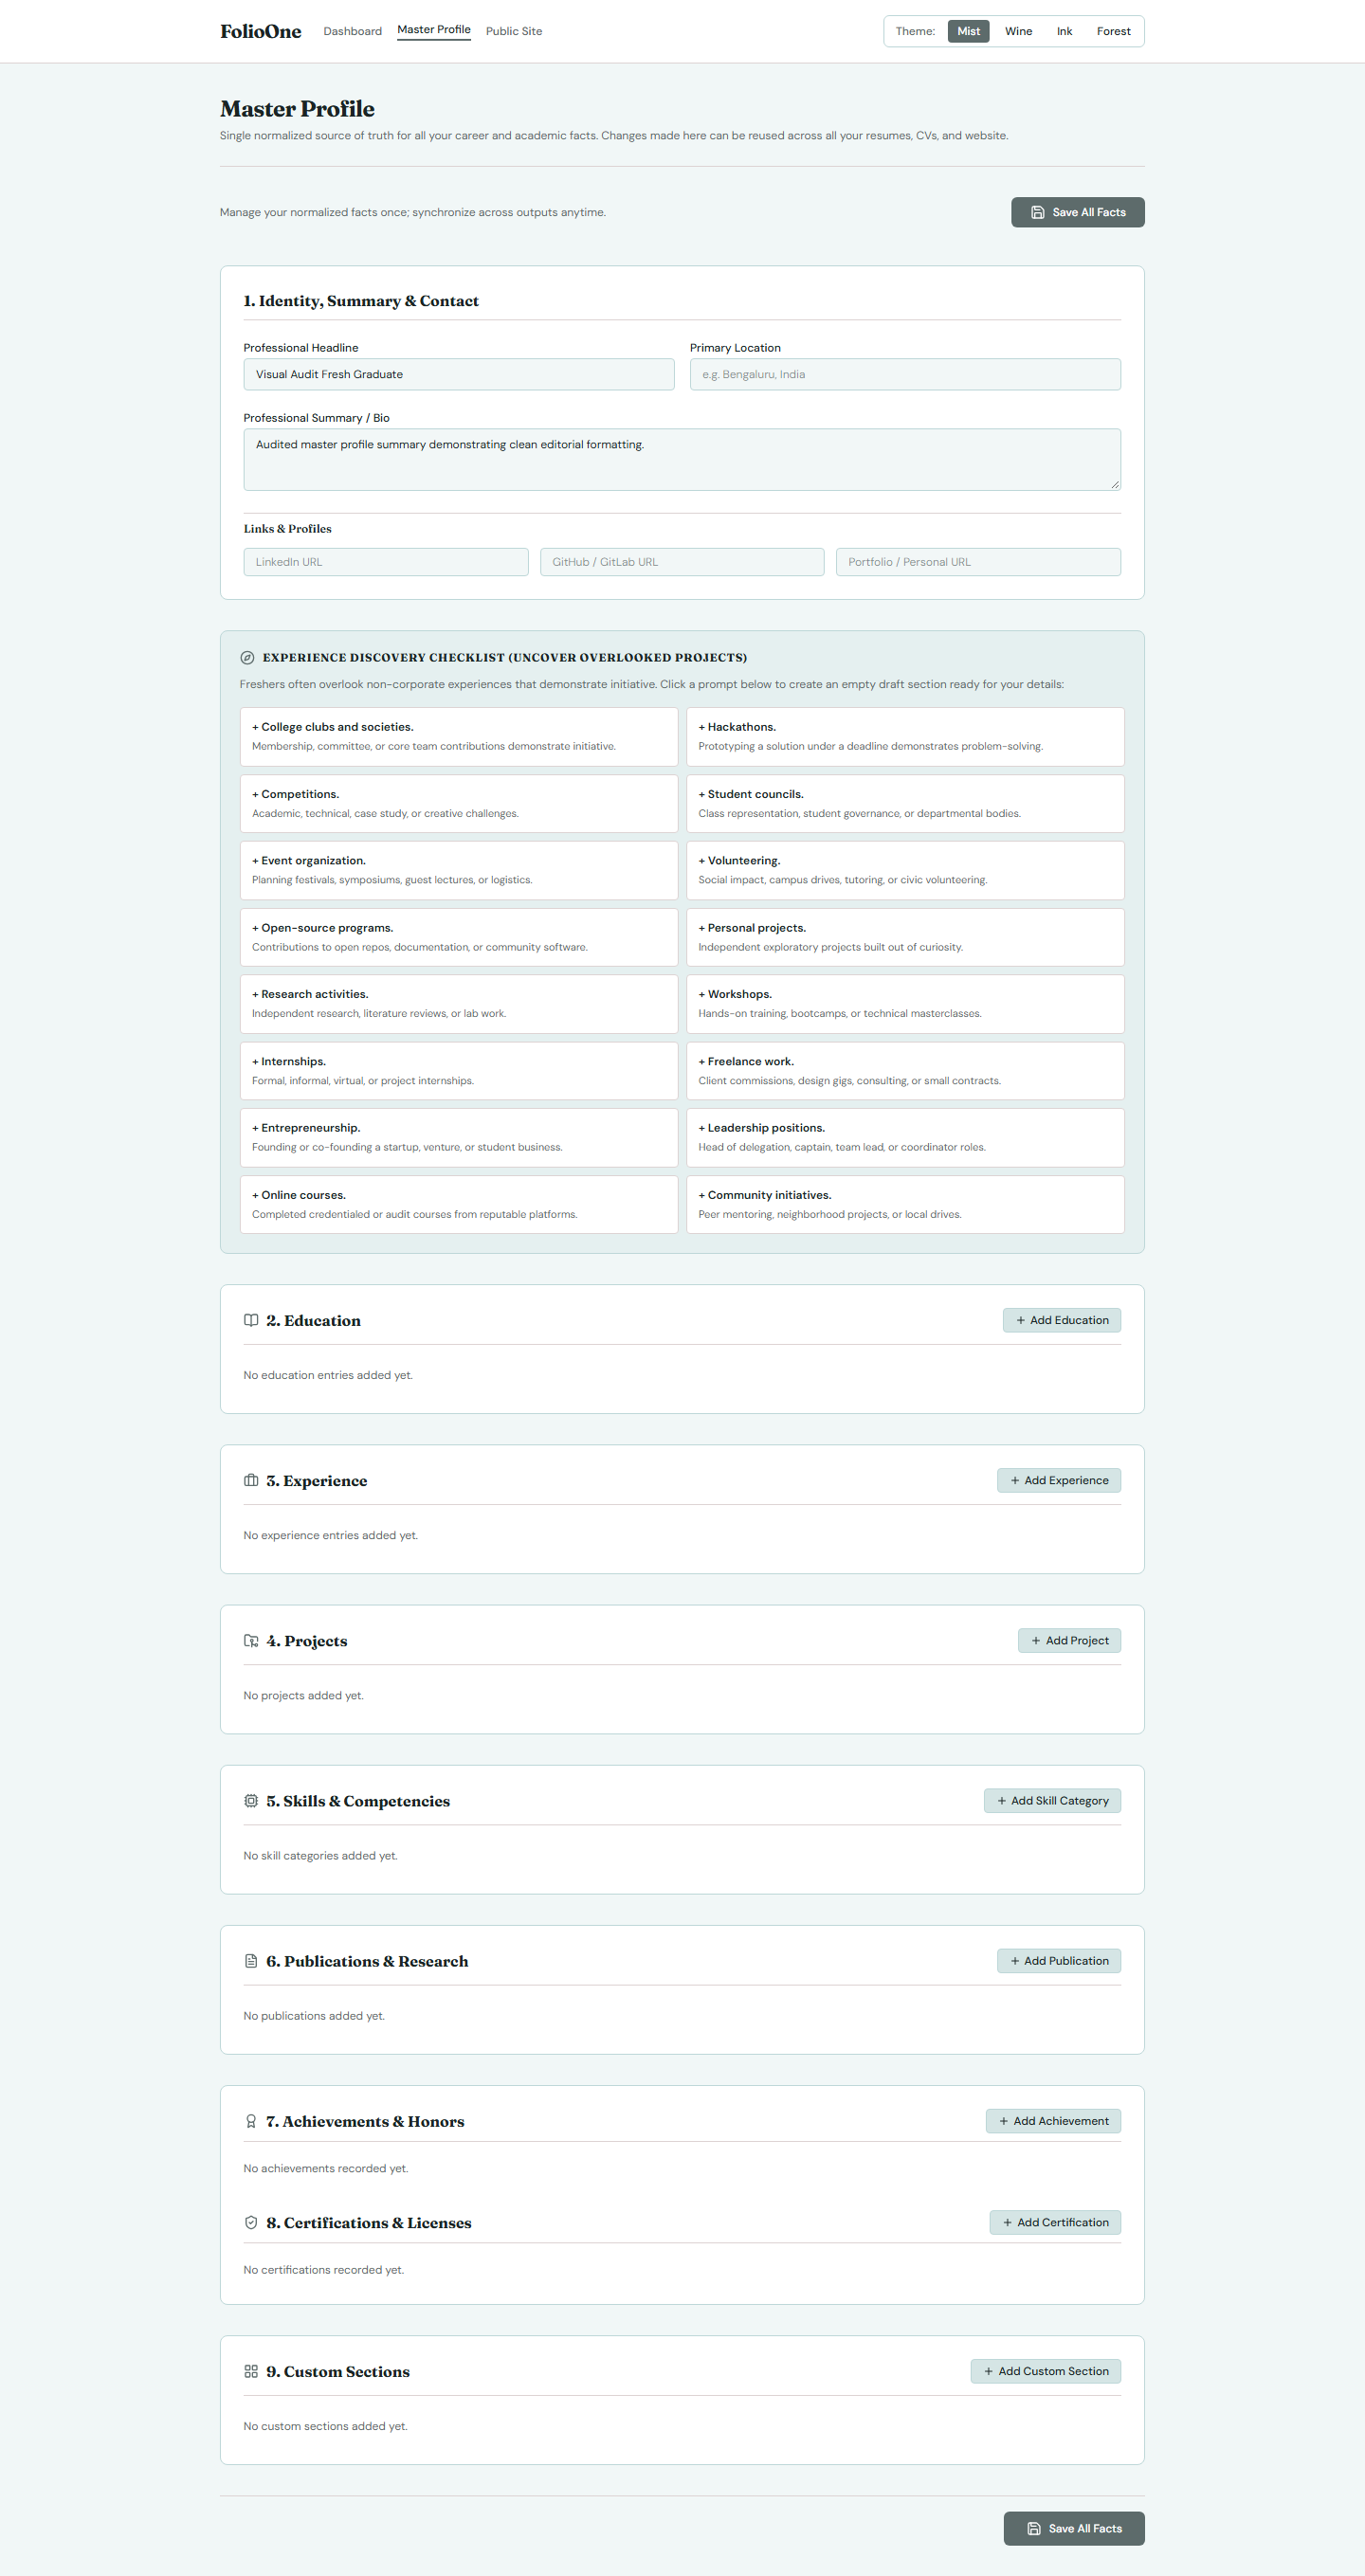 FolioOne Dashboard Master Profile Public Site Theme: Mist Wine Ink Forest
Master Profile
Single normalized source of truth for all your career and academic facts. Changes made here can be reused across all your resumes, CVs, and website.
Manage your normalized facts once; synchronize across outputs anytime. Save All Facts
1. Identity, Summary & Contact
Professional Headline
Primary Location
Visual Audit Fresh Graduate
e.g. Bengaluru, India
Professional Summary / Bio
Audited master profile summary demonstrating clean editorial formatting.
Links & Profiles
LinkedIn URL
GitHub / GitLab URL
Portfolio / Personal URL
EXPERIENCE DISCOVERY CHECKLIST (UNCOVER OVERLOOKED PROJECTS)
Freshers often overlook non-corporate experiences that demonstrate initiative. Click a prompt below to create an empty draft section ready for your details:
+ College clubs and societies.
Membership, committee, or core team contributions demonstrate initiative.
+ Hackathons.
Prototyping a solution under a deadline demonstrates problem-solving.
+ Competitions.
Academic, technical, case study, or creative challenges.
+ Student councils.
Class representation, student governance, or departmental bodies.
+ Event organization.
Planning festivals, symposiums, guest lectures, or logistics.
+ Volunteering.
Social impact, campus drives, tutoring, or civic volunteering.
+ Open-source programs.
Contributions to open repos, documentation, or community software.
+ Personal projects.
Independent exploratory projects built out of curiosity.
+ Research activities.
Independent research, literature reviews, or lab work.
+ Workshops.
Hands-on training, bootcamps, or technical masterclasses.
+ Internships.
Formal, informal, virtual, or project internships.
+ Freelance work.
Client commissions, design gigs, consulting, or small contracts.
+ Entrepreneurship.
Founding or co-founding a startup, venture, or student business.
+ Leadership positions.
Head of delegation, captain, team lead, or coordinator roles.
+ Online courses.
Completed credentialed or audit courses from reputable platforms.
+ Community initiatives.
Peer mentoring, neighborhood projects, or local drives.
2. Education
+ Add Education
No education entries added yet.
3. Experience
+ Add Experience
No experience entries added yet.
4. Projects
+ Add Project
No projects added yet.
5. Skills & Competencies
+ Add Skill Category
No skill categories added yet.
6. Publications & Research
+ Add Publication
No publications added yet.
7. Achievements & Honors
+ Add Achievement
No achievements recorded yet.
8. Certifications & Licenses
+ Add Certification
No certifications recorded yet.
9. Custom Sections
+ Add Custom Section
No custom sections added yet.
Save All Facts